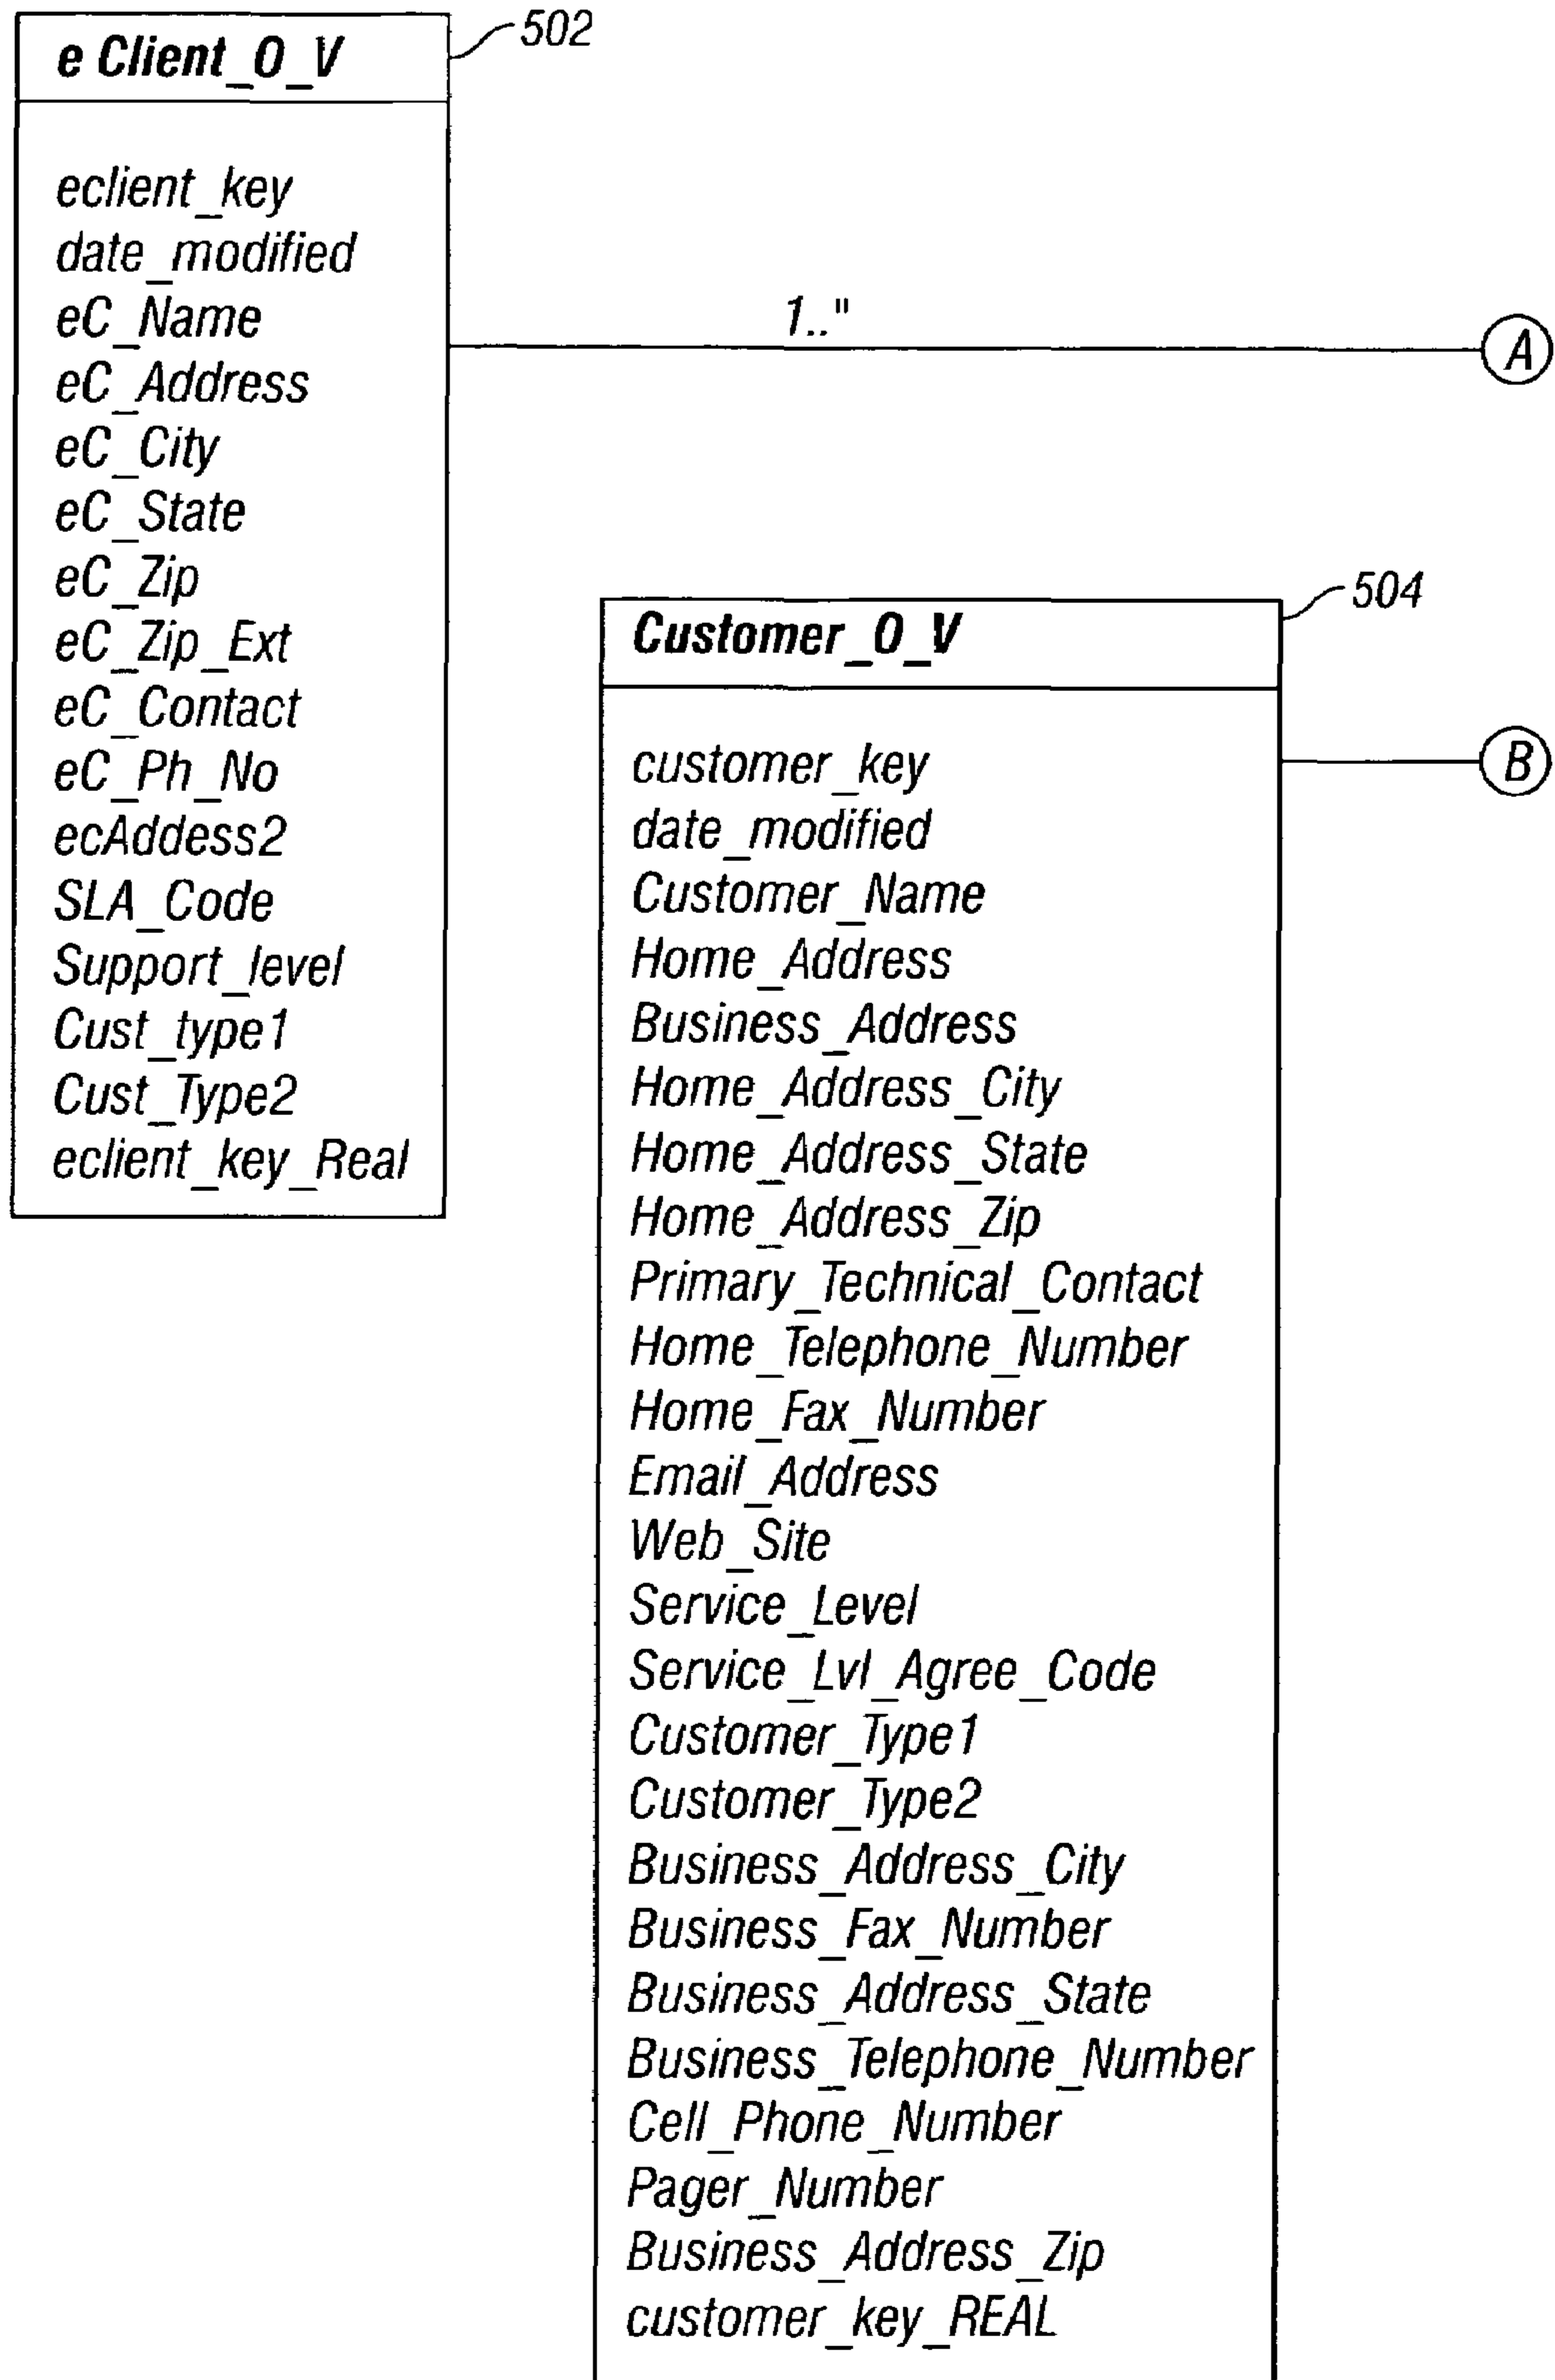 e Client_O_V
502
eclient_key
date_modified
eC_Name
eC_Address
eC_City
eC_State
eC_Zip
eC_Zip_Ext
eC_Contact
eC_Ph_No
ecAddess2
SLA_Code
Support_level
Cust_type1
Cust_Type2
eclient_key_Real
1.."
A
Customer_O_V
504
B
customer_key
date_modified
Customer_Name
Home_Address
Business_Address
Home_Address_City
Home_Address_State
Home_Address_Zip
Primary_Technical_Contact
Home_Telephone_Number
Home_Fax_Number
Email_Address
Web_Site
Service_Level
Service_Lvl_Agree_Code
Customer_Type1
Customer_Type2
Business_Address_City
Business_Fax_Number
Business_Address_State
Business_Telephone_Number
Cell_Phone_Number
Pager_Number
Business_Address_Zip
customer_key_REAL